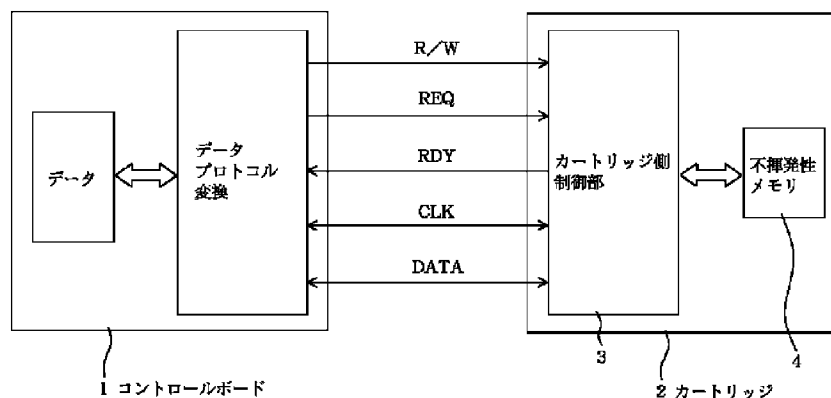 R/W
REQ
RDY
CLK
DATA
データ
データ
プロトコル
変換
カートリッジ側
制御部
不揮発性
メモリ
3
4
1 コントロールボード
2 カートリッジ